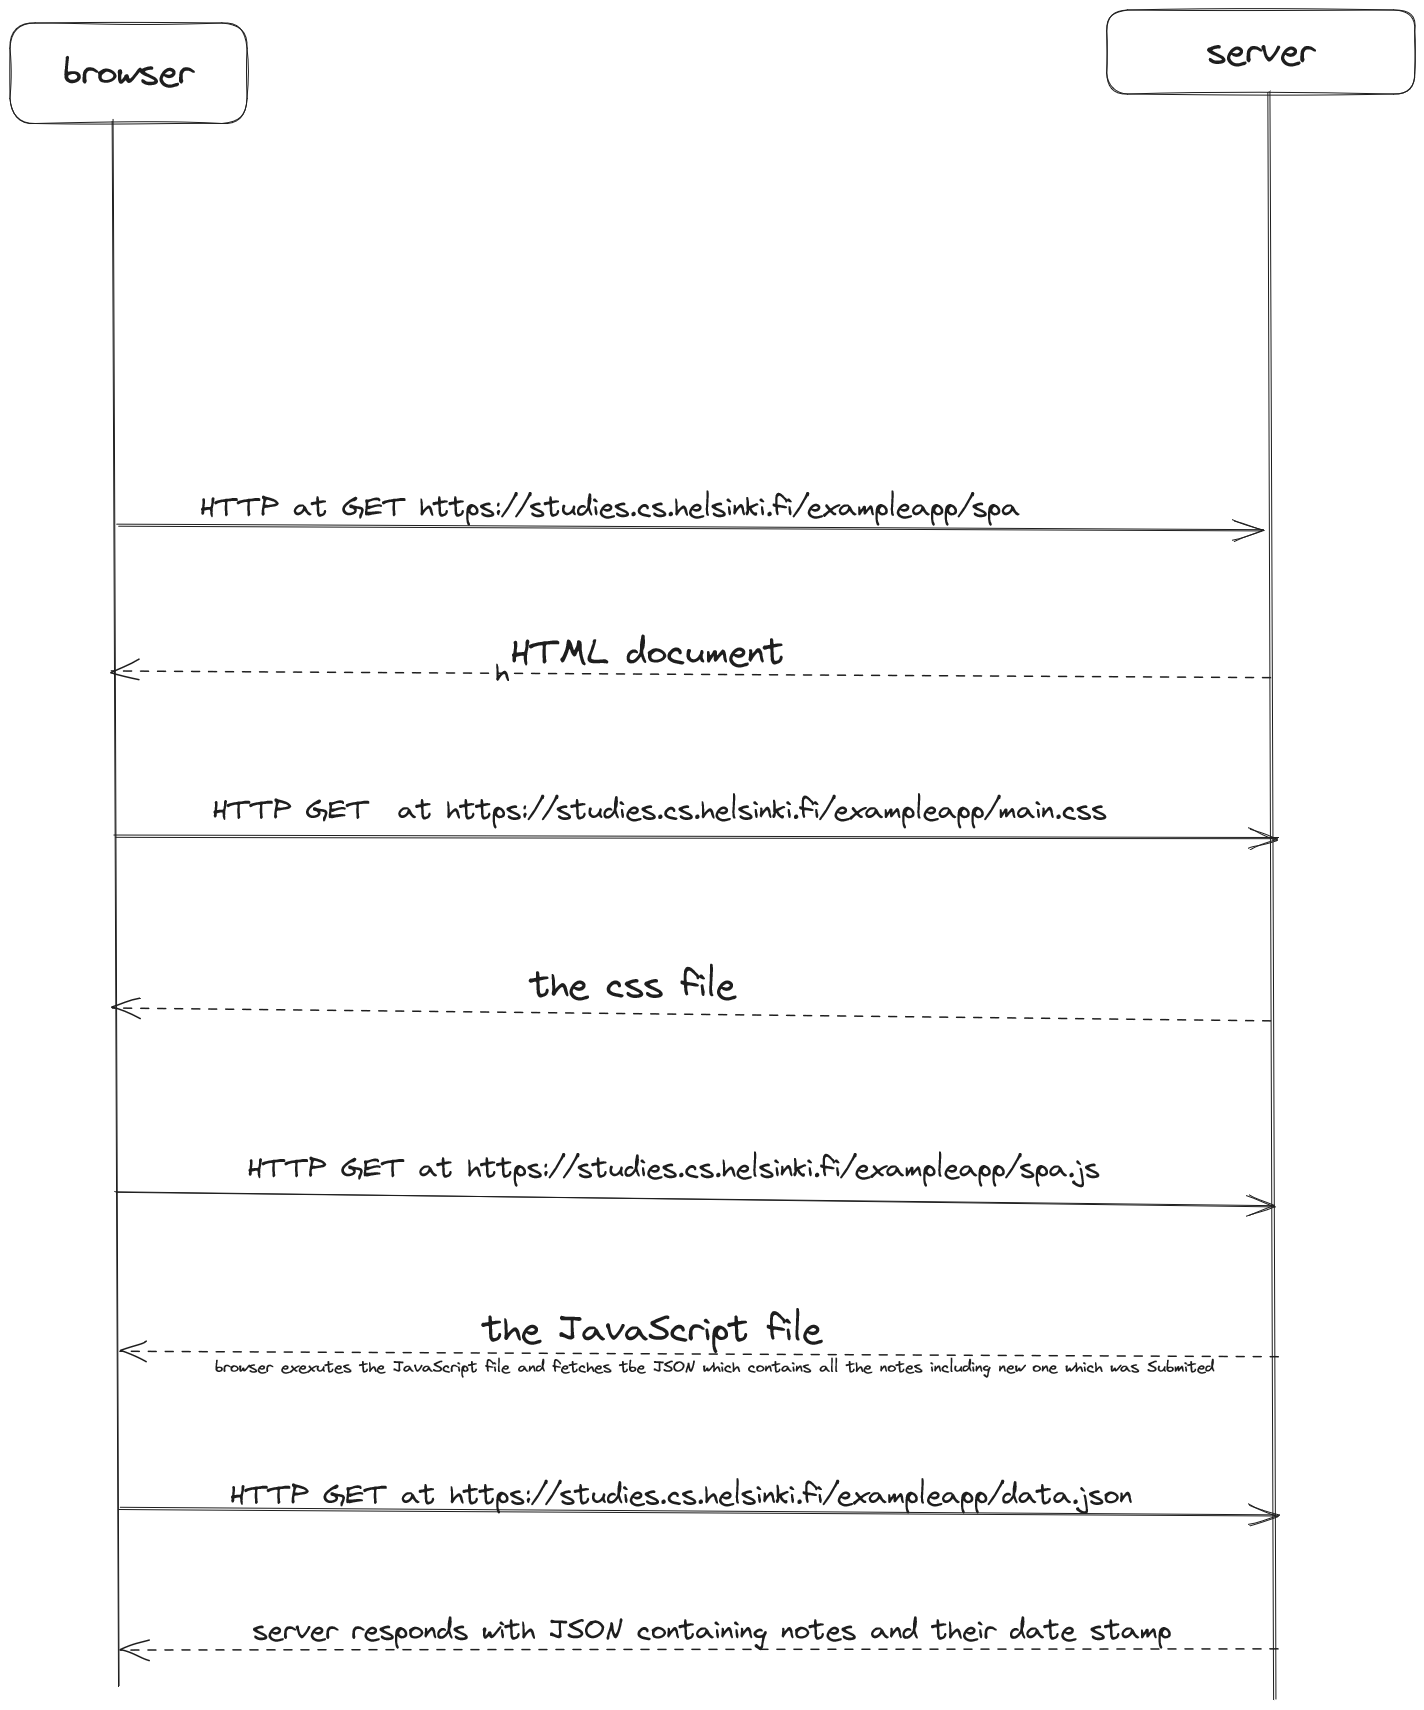 browser
server
HTTP at GET https://studies.cs.helsinki.fi/exampleapp/spa
HTML document
h
HTTP GET at https://studies.cs.helsinki.fi/exampleapp/main.css
the css file
HTTP GET at https://studies.cs.helsinki.fi/exampleapp/spa.js
the JavaScript file
browser exexutes the JavaScript file and fetches tbe JSON which contains all the notes including new one which was Submited
HTTP GET at https://studies.cs.helsinki.fi/exampleapp/data.json
server responds with JSON containing notes and their date stamp